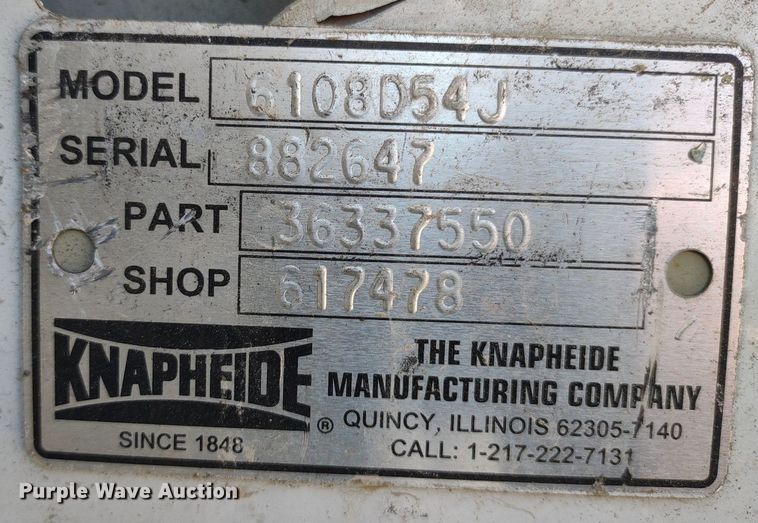 MODEL 6108D54J
SERIAL 882647
PART 36337550
SHOP 617478
KNAPHEIDE ®
SINCE 1848
THE KNAPHEIDE
MANUFACTURING COMPANY
QUINCY, ILLINOIS 62305-7140
CALL: 1-217-222-7131
Purple Wave Auction